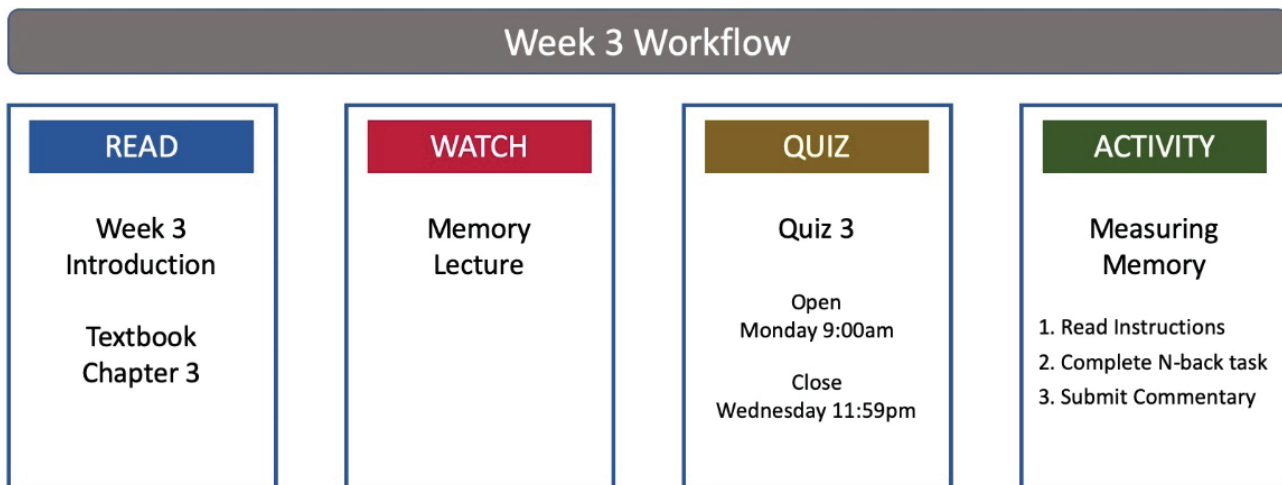 Week 3 Workflow
READ
Week 3
Introduction
Textbook
Chapter 3
WATCH
Memory
Lecture
QUIZ
Quiz 3
Open
Monday 9:00am
Close
Wednesday 11:59pm
ACTIVITY
Measuring
Memory
1. Read Instructions
2. Complete N-back task
3. Submit Commentary